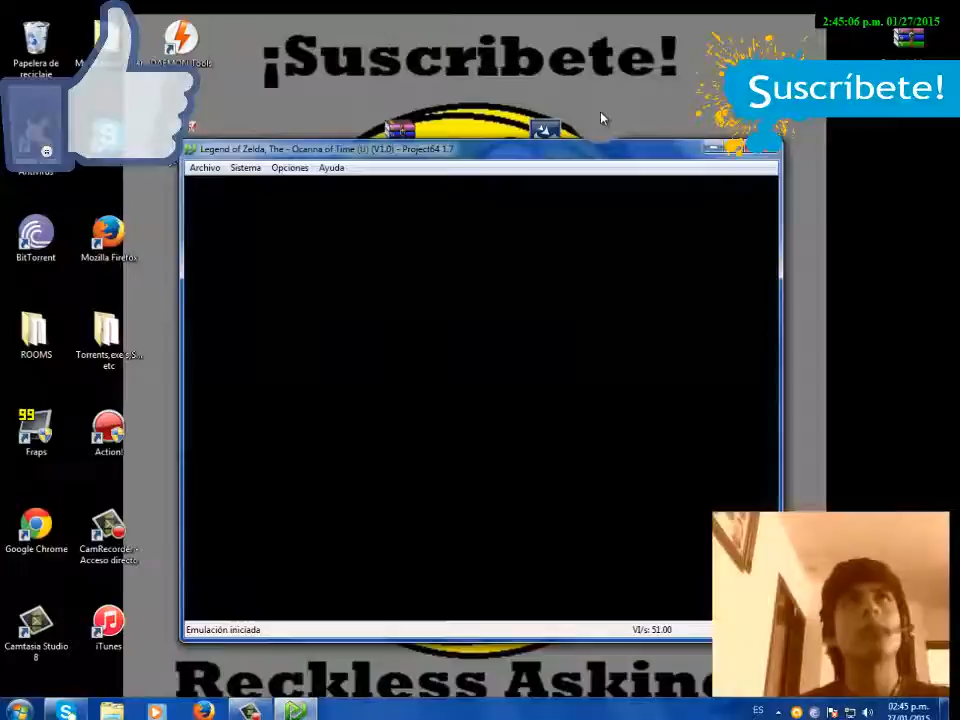 2:45:06 p.m. 01/27/2015
¡Suscribete!
Suscríbete!
Papelera de
reciclaje
DAEMON Tools
Legend of Zelda, The - Ocarina of Time (U) (V1.0) - Project64 1.7
Archivo Sistema Opciones Ayuda
BitTorrent
Mozilla Firefox
ROOMS
Torrents,exe,s,...
etc
99
Fraps
Action!
Google Chrome
CamRecorder -
Acceso directo
Camtasia Studio
8
iTunes
Emulación iniciada
VI/s: 51.00
Reckless Asking
ES
02:45 p.m.
27/01/2015